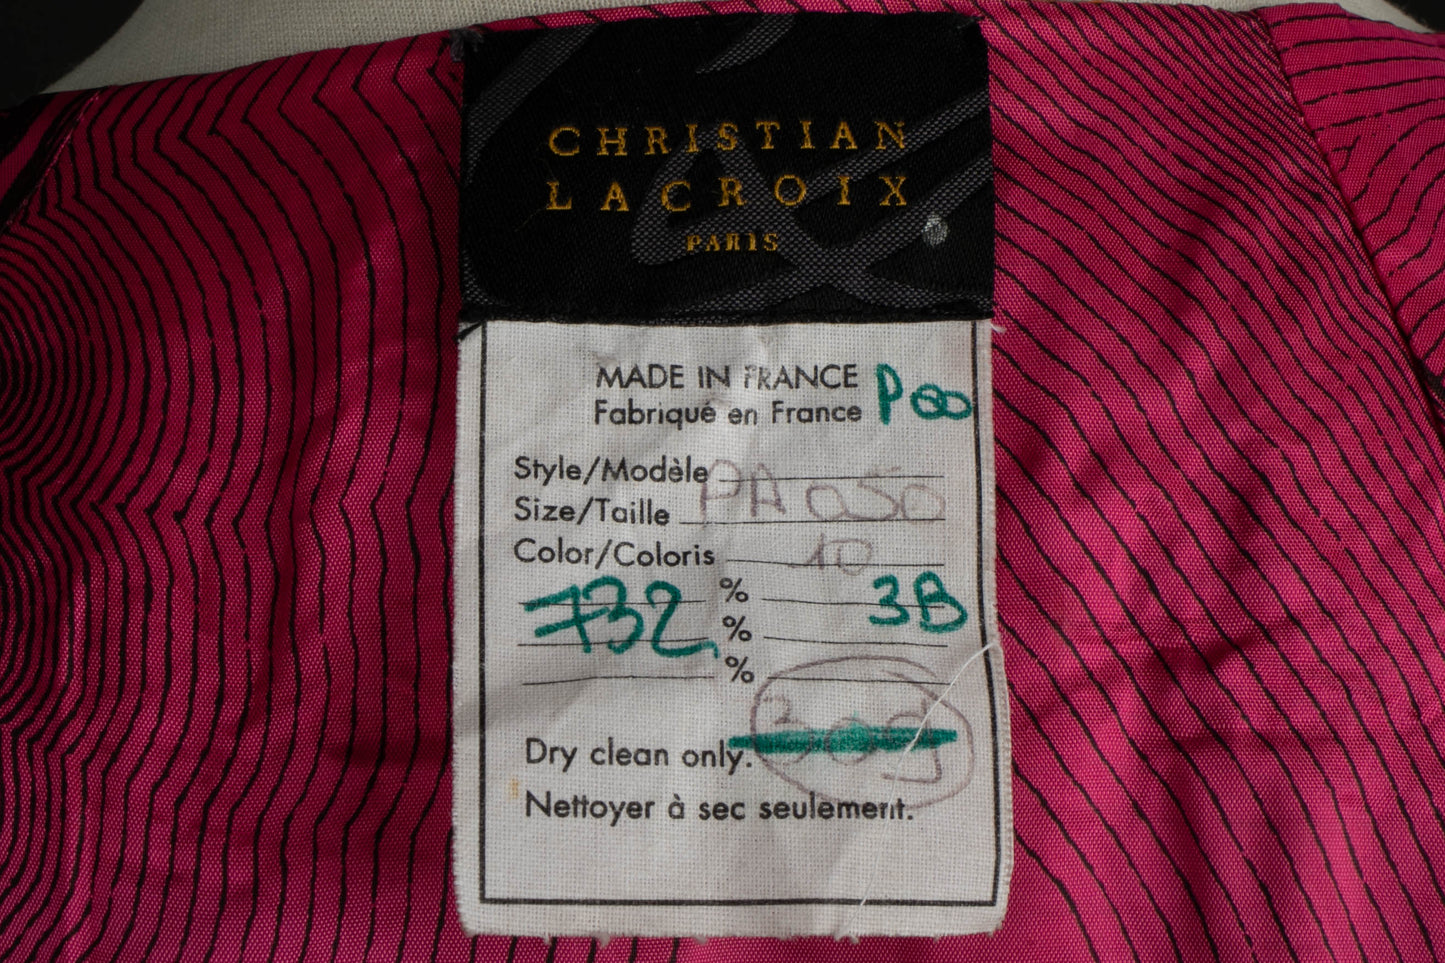 CHRISTIAN
LACROIX
PARIS
MADE IN FRANCE
Fabriqué en France
Style/Modèle PA 050
Size/Taille
Color/Coloris 10
732 % 3B
%
%
Dry clean only.
Nettoyer à sec seulement.